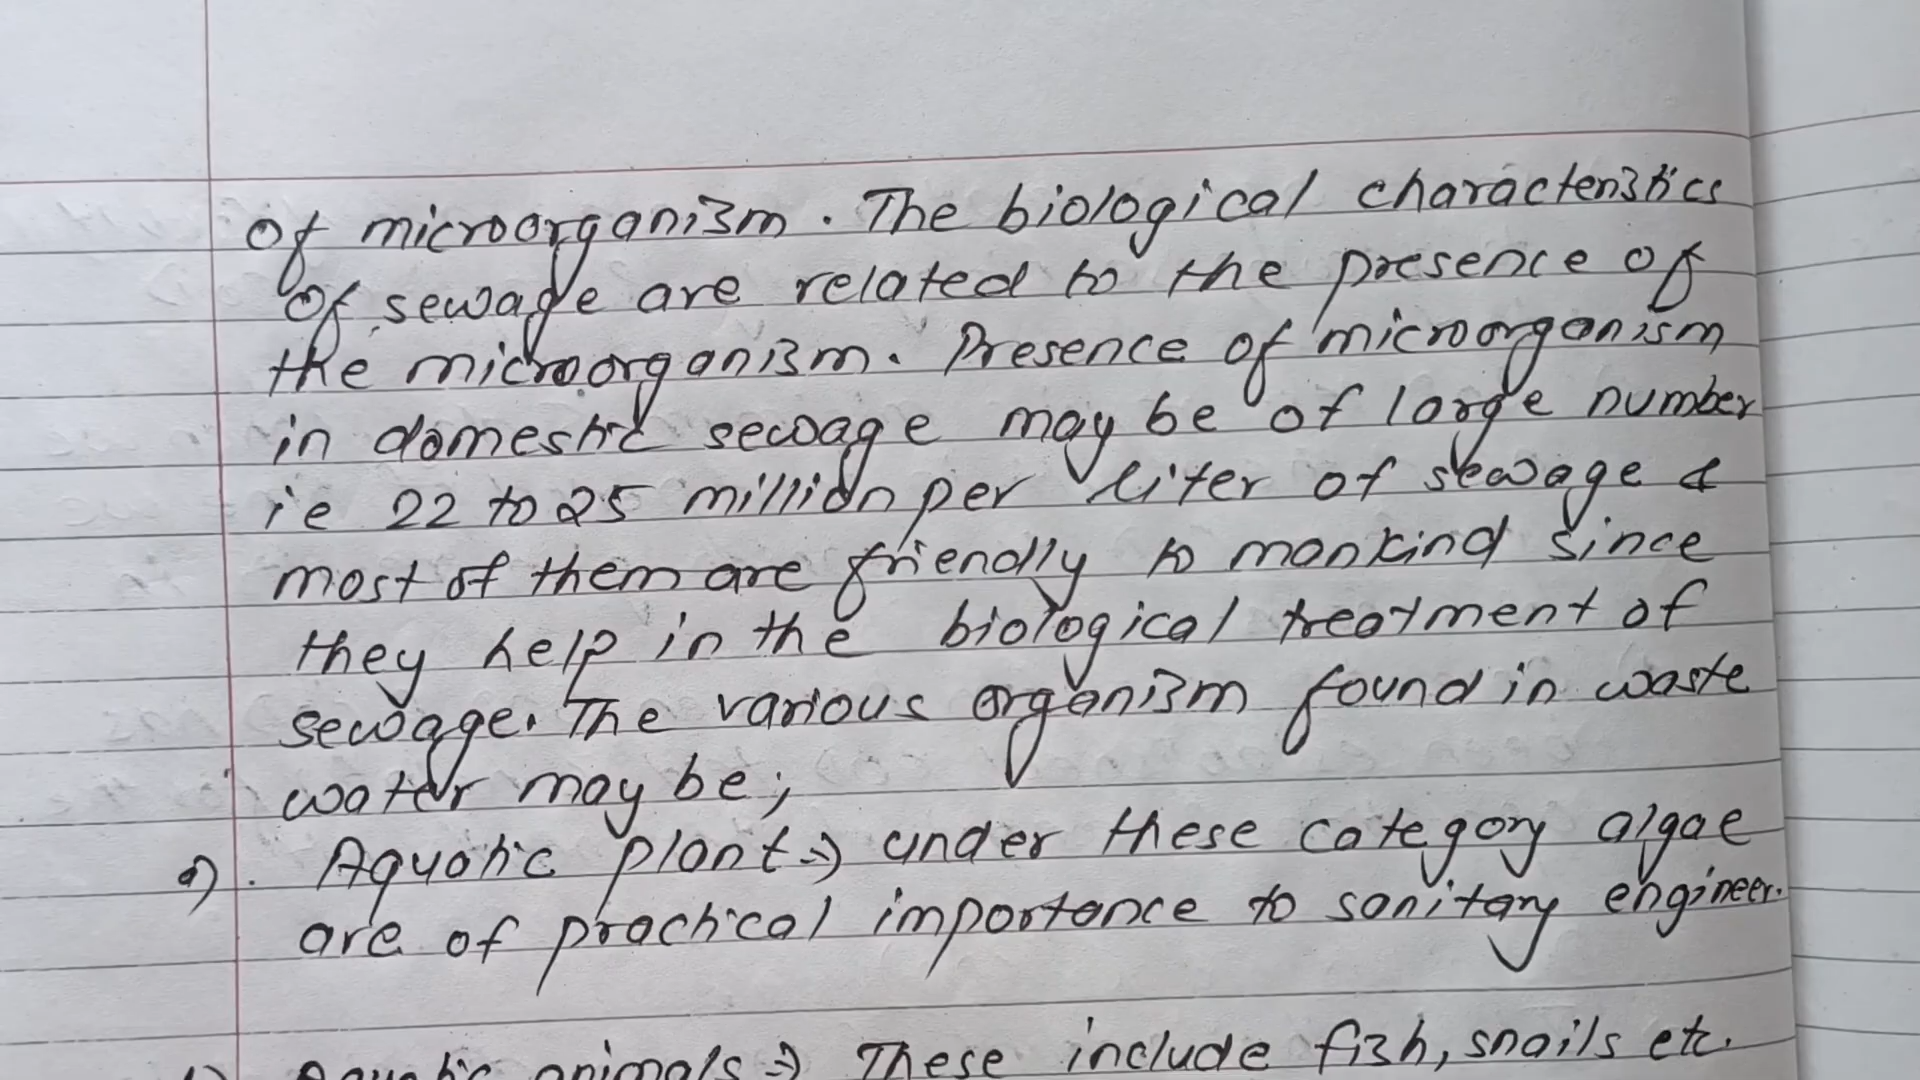 of microorganism. The biological characteristics
of sewage are related to the presence of
the microorganism. Presence of microorganism
in domestic sewage may be of large number
i'e 22 to 25 million per liter of sewage &
most of them are friendly to mankind since
they help in the biological treatment of
sewage. The various organism found in waste
water may be;
a). Aquatic plant => under these category algae
are of practical importance to sanitary engineer.
b) Aquatic animals => These include fish, snails etc.